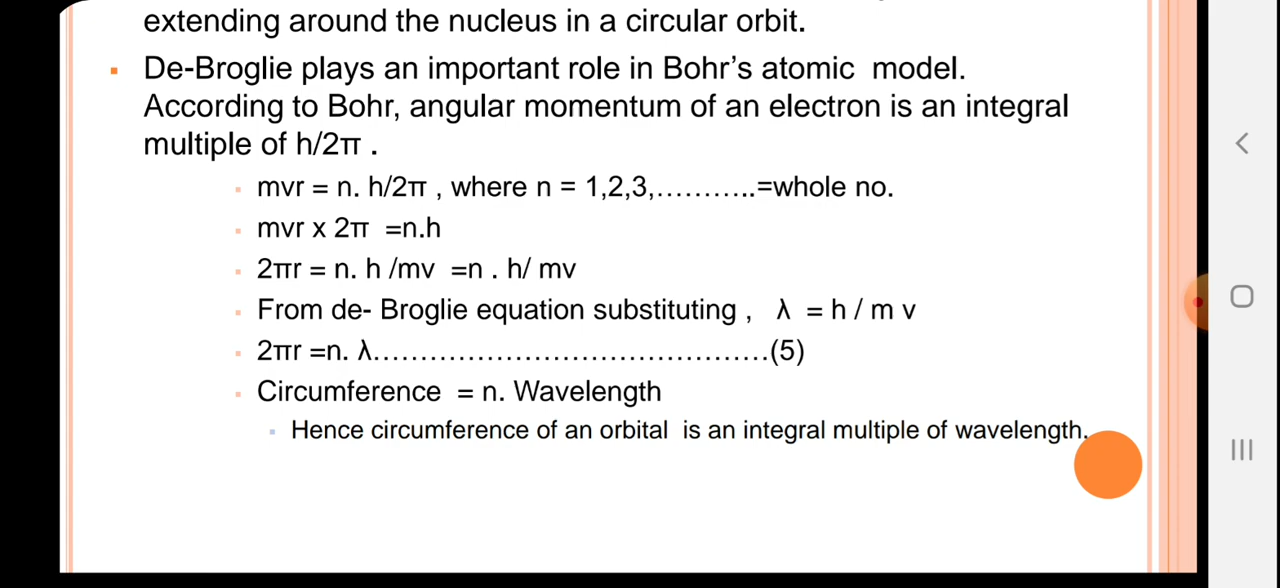 extending around the nucleus in a circular orbit.
▪ De-Broglie plays an important role in Bohr's atomic model.
According to Bohr, angular momentum of an electron is an integral
multiple of h/2π .
▪ mvr = n. h/2π , where n = 1,2,3,………..=whole no.
▪ mvr x 2π =n.h
▪ 2πr = n. h /mv =n . h/ mv
▪ From de- Broglie equation substituting , λ = h / m v
▪ 2πr =n. λ……………………………………(5)
▪ Circumference = n. Wavelength
▪ Hence circumference of an orbital is an integral multiple of wavelength.